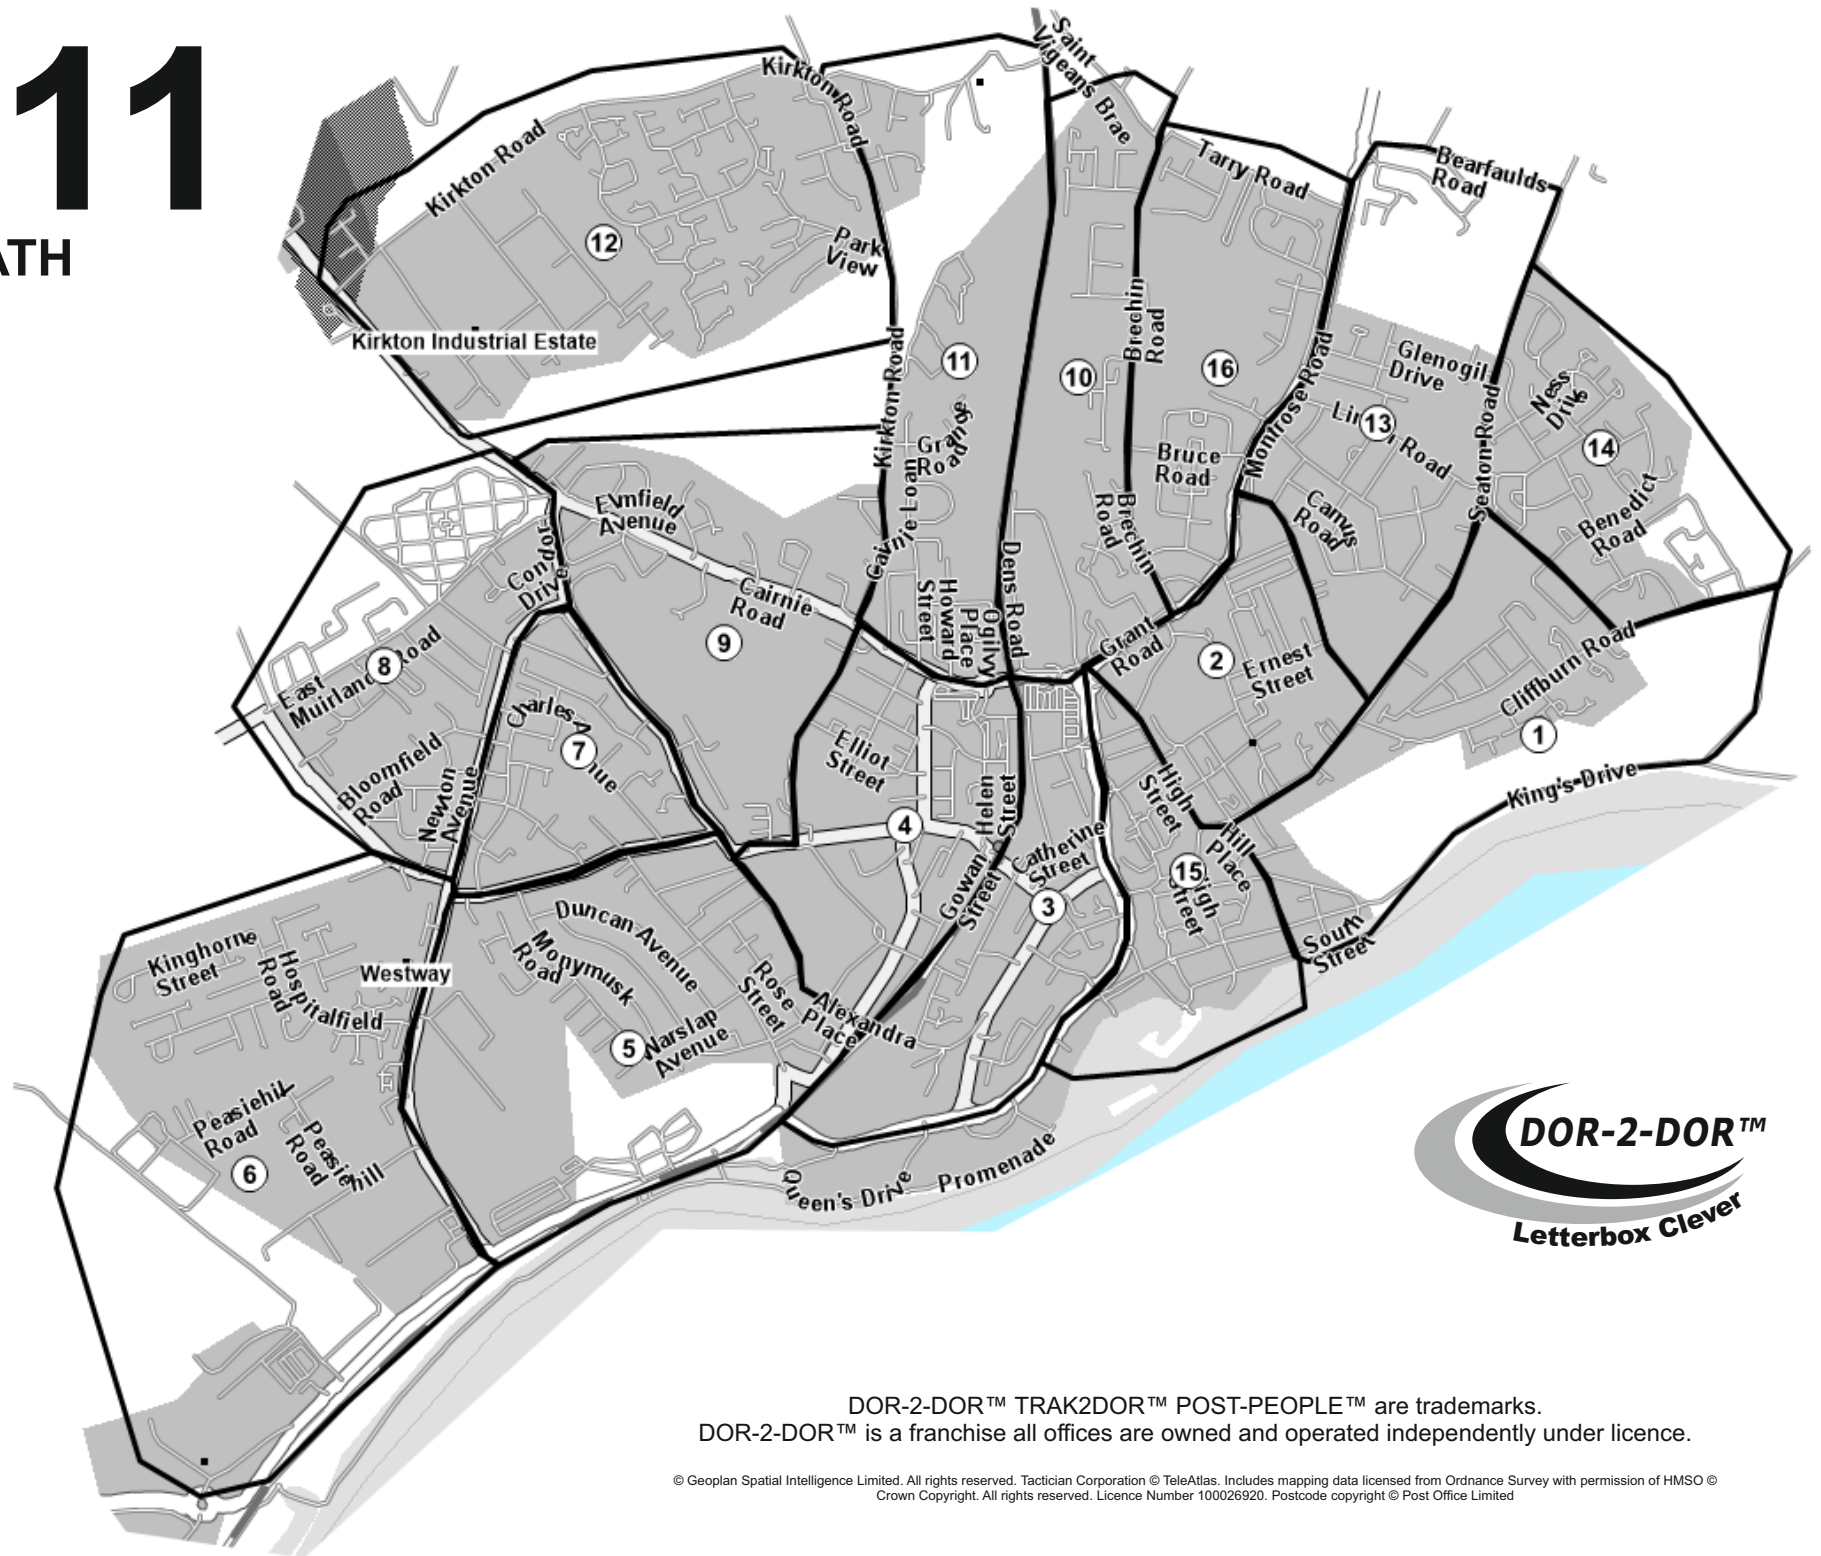 11
ATH
Saint
Vigeans Brae
Kirkton Road
Kirkton Road
Tarry Road
Bearfaulds
Road
12
Park
View
Kirkton Industrial Estate
Kirkton Road
11
10
Brechin
Road
16
Montrose Road
Glenogil
Drive
13
Road
Seaton Road
Ness
Drive
14
Road
Bruce
Road
Brechin
Road
Camus
Road
Benedict
Road
Avenue
Cairnie Loan
Condor
Drive
Cairnie
Road
9
Howard
Street
Ogilvy
Place
Dens Road
Grant
Road
2
Ernest
Street
Cliffburn Road
1
8
East
Muirland Road
Charles Avenue
7
Bloomfield
Road
Newton
Avenue
Elliot
Street
4
Helen
Street
High
Street
Hill
Place
King's Drive
Gowan
Street
Catherine
Street
3
15
High
Street
South
Street
Kinghorne
Street
Hospitalfield
Road
Westway
Duncan Avenue
Monymusk
Road
Rose
Street
Alexandra
Place
5
Warslap
Avenue
Peasiehill
Road
Peasiehill
Road
6
Queen's Drive
Promenade
DOR-2-DOR™
Letterbox Clever
DOR-2-DOR™ TRAK2DOR™ POST-PEOPLE™ are trademarks.
DOR-2-DOR™ is a franchise all offices are owned and operated independently under licence.
© Geoplan Spatial Intelligence Limited. All rights reserved. Tactician Corporation © TeleAtlas. Includes mapping data licensed from Ordnance Survey with permission of HMSO ©
Crown Copyright. All rights reserved. Licence Number 100026920. Postcode copyright © Post Office Limited